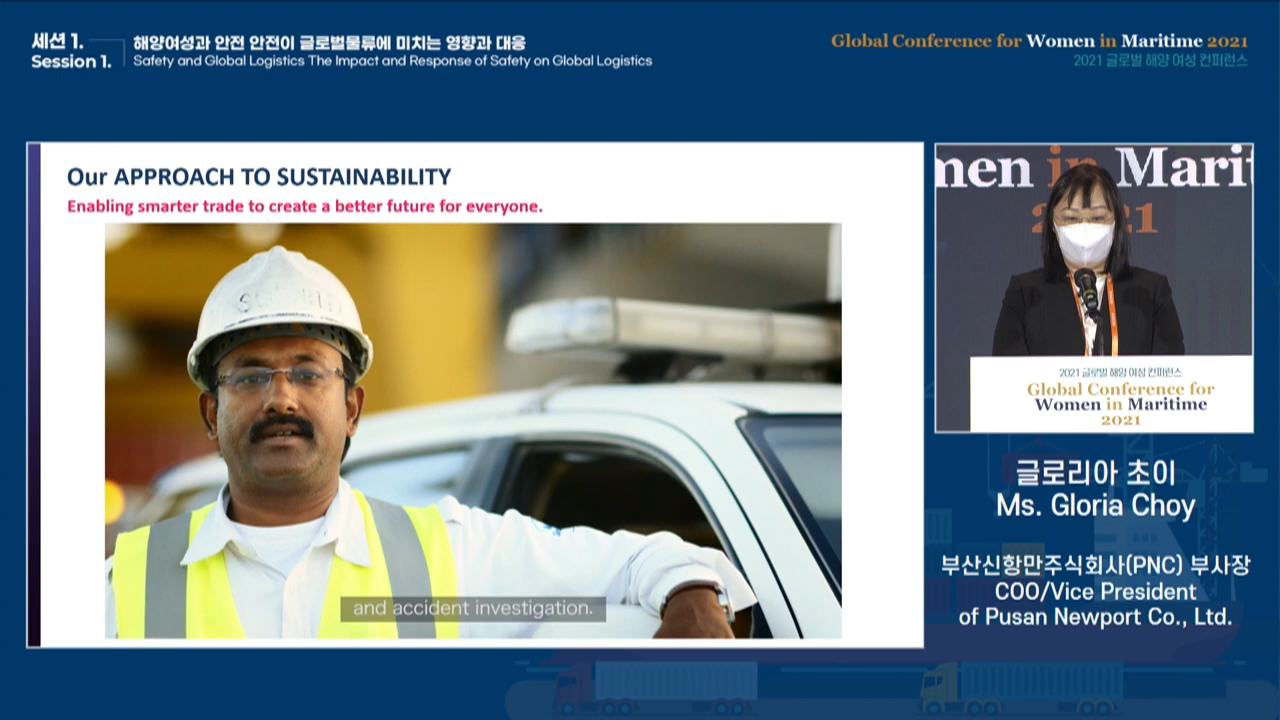 세션 1.
Session 1.
해양여성과 안전 안전이 글로벌물류에 미치는 영향과 대응
Safety and Global Logistics The Impact and Response of Safety on Global Logistics
Global Conference for Women in Maritime 2021
2021 글로벌 해양 여성 컨퍼런스
Our APPROACH TO SUSTAINABILITY
Enabling smarter trade to create a better future for everyone.
SECURITY
and accident investigation.
men in Marit
2021
2021 글로벌 해양 여성 컨퍼런스
Global Conference for
Women in Maritime
2021
글로리아 초이
Ms. Gloria Choy
부산신항만주식회사(PNC) 부사장
COO/Vice President
of Pusan Newport Co., Ltd.